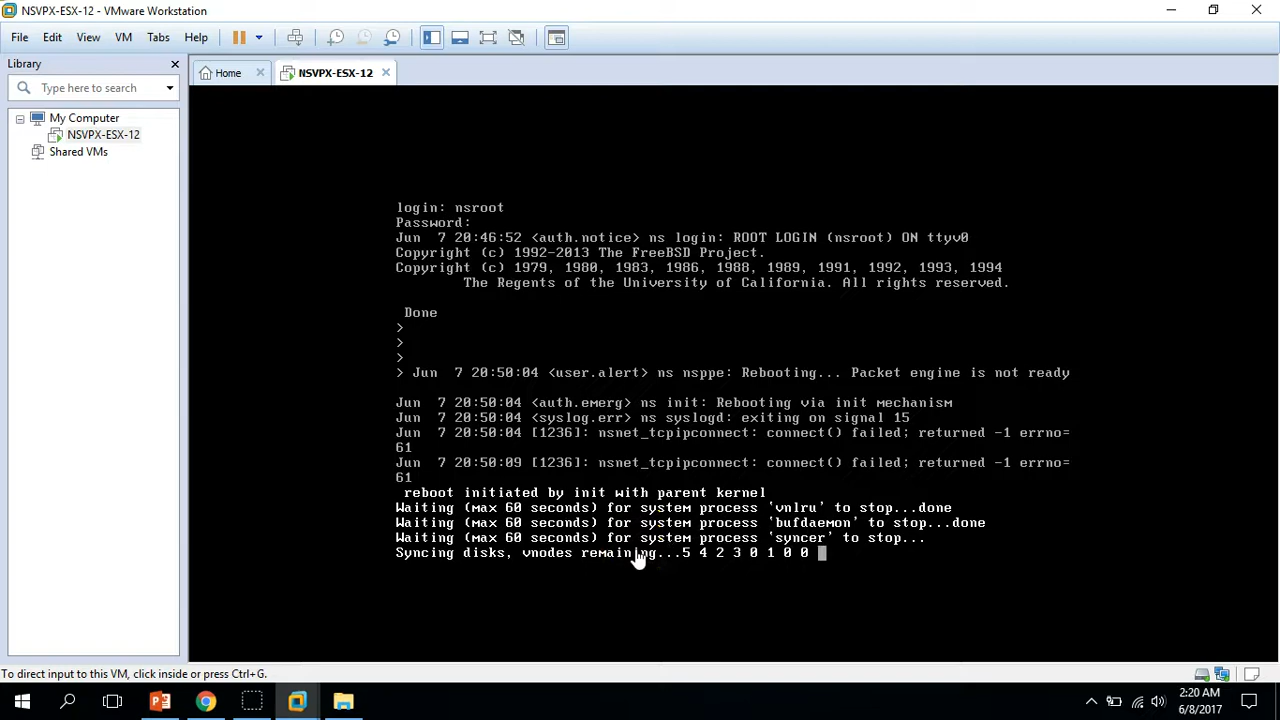 NSVPX-ESX-12 - VMware Workstation
File Edit View VM Tabs Help
Library
Type here to search
My Computer
NSVPX-ESX-12
Shared VMs
Home
NSVPX-ESX-12
login: nsroot
Password:
Jun  7 20:46:52 <auth.notice> ns login: ROOT LOGIN (nsroot) ON ttyv0
Copyright (c) 1992-2013 The FreeBSD Project.
Copyright (c) 1979, 1980, 1983, 1986, 1988, 1989, 1991, 1992, 1993, 1994
The Regents of the University of California. All rights reserved.
Done
>
>
>
> Jun  7 20:50:04 <user.alert> ns nsppe: Rebooting... Packet engine is not ready
Jun  7 20:50:04 <auth.emerg> ns init: Rebooting via init mechanism
Jun  7 20:50:04 <syslog.err> ns syslogd: exiting on signal 15
Jun  7 20:50:04 [1236]: nsnet_tcpipconnect: connect() failed; returned -1 errno=
61
Jun  7 20:50:09 [1236]: nsnet_tcpipconnect: connect() failed; returned -1 errno=
61
reboot initiated by init with parent kernel
Waiting (max 60 seconds) for system process `vnlru' to stop...done
Waiting (max 60 seconds) for system process `bufdaemon' to stop...done
Waiting (max 60 seconds) for system process `syncer' to stop...
Syncing disks, vnodes remaining...5 4 2 3 0 1 0 0
To direct input to this VM, click inside or press Ctrl+G.
2:20 AM
6/8/2017